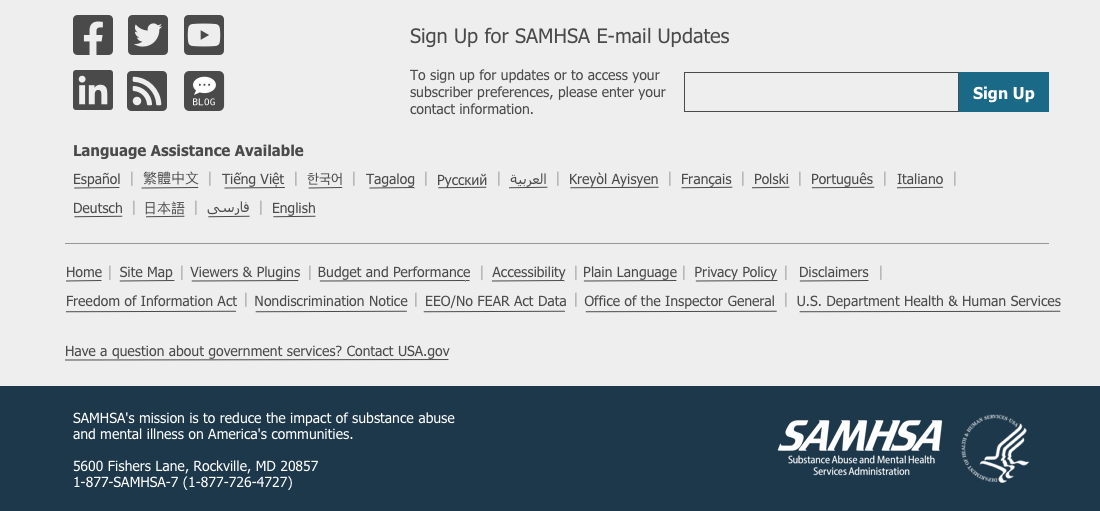 Sign Up for SAMHSA E-mail Updates
To sign up for updates or to access your
subscriber preferences, please enter your
contact information.
Sign Up
BLOG
Language Assistance Available
Español | 繁體中文 | Tiếng Việt | 한국어 | Tagalog | Русский | العربية | Kreyòl Ayisyen | Français | Polski | Português | Italiano |
Deutsch | 日本語 | فارسی | English
Home | Site Map | Viewers & Plugins | Budget and Performance | Accessibility | Plain Language | Privacy Policy | Disclaimers |
Freedom of Information Act | Nondiscrimination Notice | EEO/No FEAR Act Data | Office of the Inspector General | U.S. Department Health & Human Services
Have a question about government services? Contact USA.gov
SAMHSA's mission is to reduce the impact of substance abuse
and mental illness on America's communities.
5600 Fishers Lane, Rockville, MD 20857
1-877-SAMHSA-7 (1-877-726-4727)
SAMHSA
Substance Abuse and Mental Health
Services Administration
DEPARTMENT OF HEALTH & HUMAN SERVICES·USA